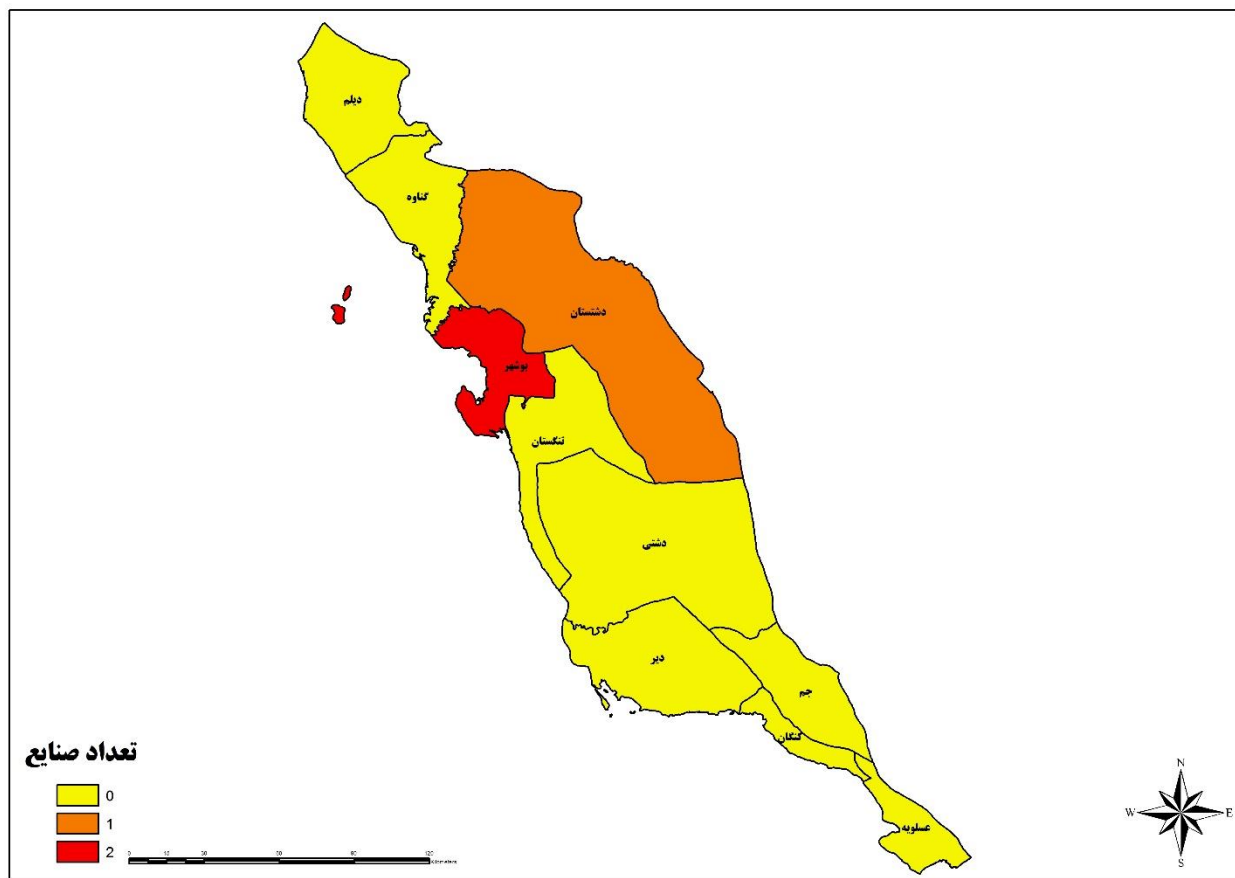 دیلم
گناوه
دشتستان
بوشهر
تنگستان
دشتی
دیر
جم
کنگان
عسلویه
تعداد صنایع
0
1
2
N
W
E
S